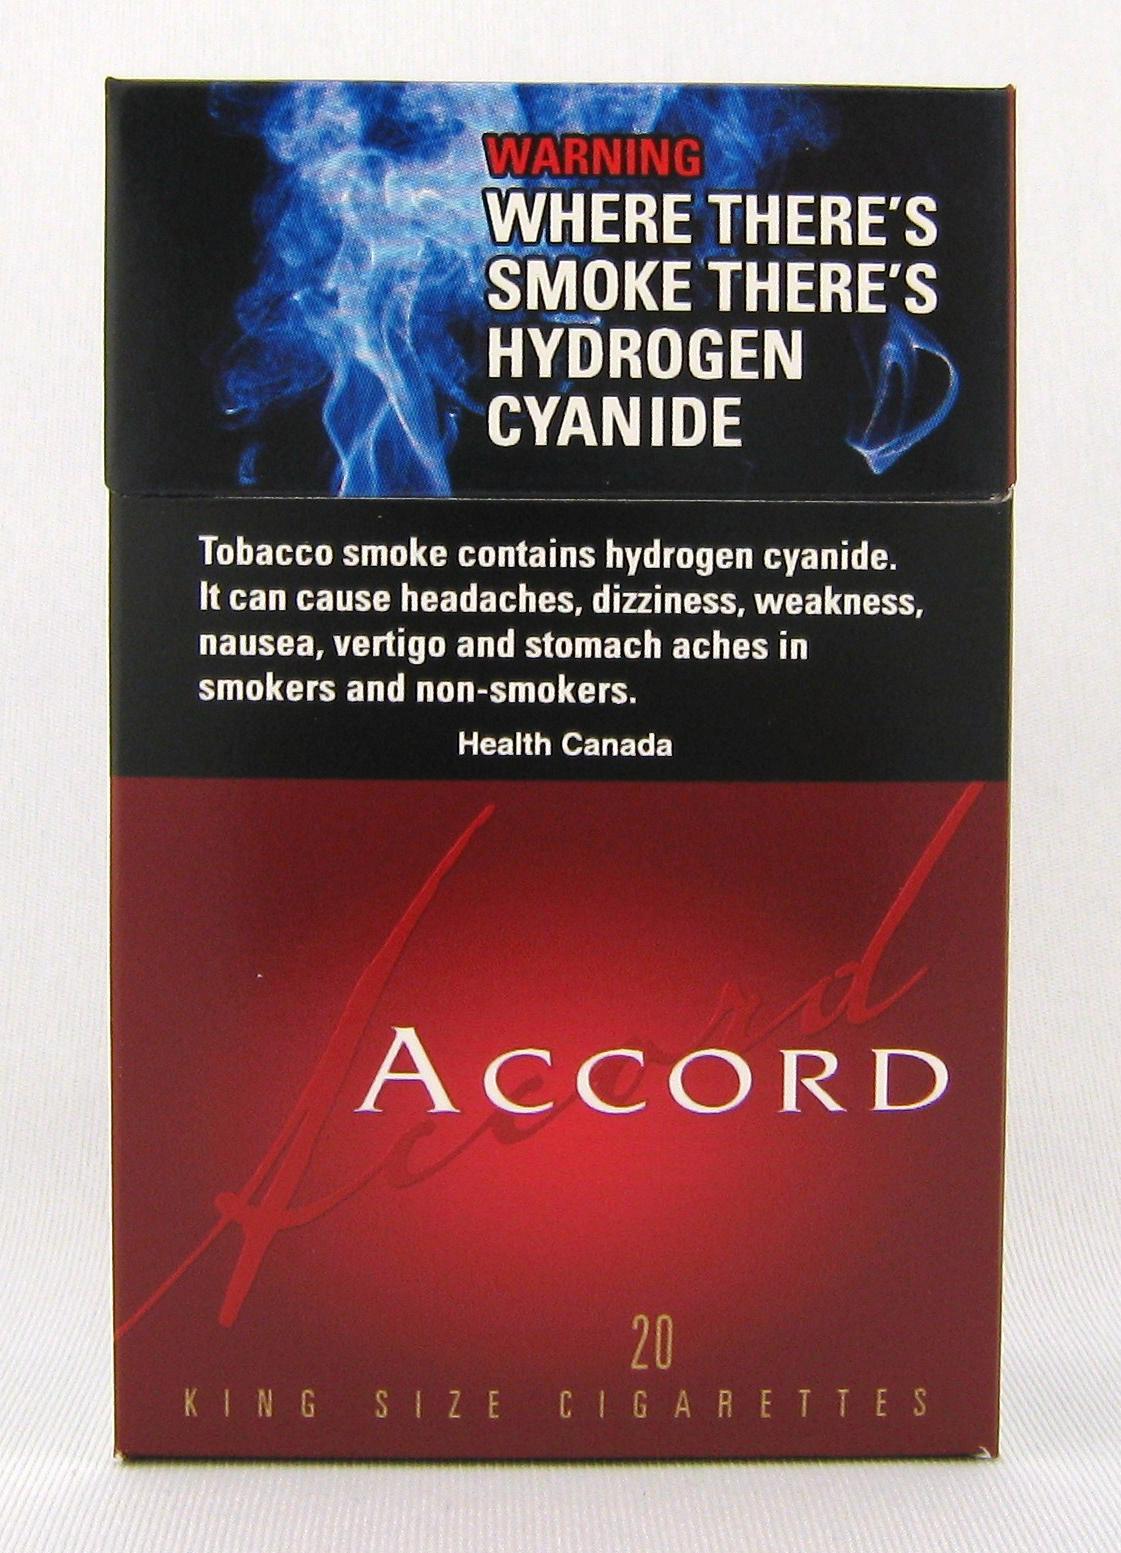 WARNING
WHERE THERE'S
SMOKE THERE'S
HYDROGEN
CYANIDE
Tobacco smoke contains hydrogen cyanide.
It can cause headaches, dizziness, weakness,
nausea, vertigo and stomach aches in
smokers and non-smokers.
Health Canada
Accord
ACCORD
20
KING SIZE CIGARETTES